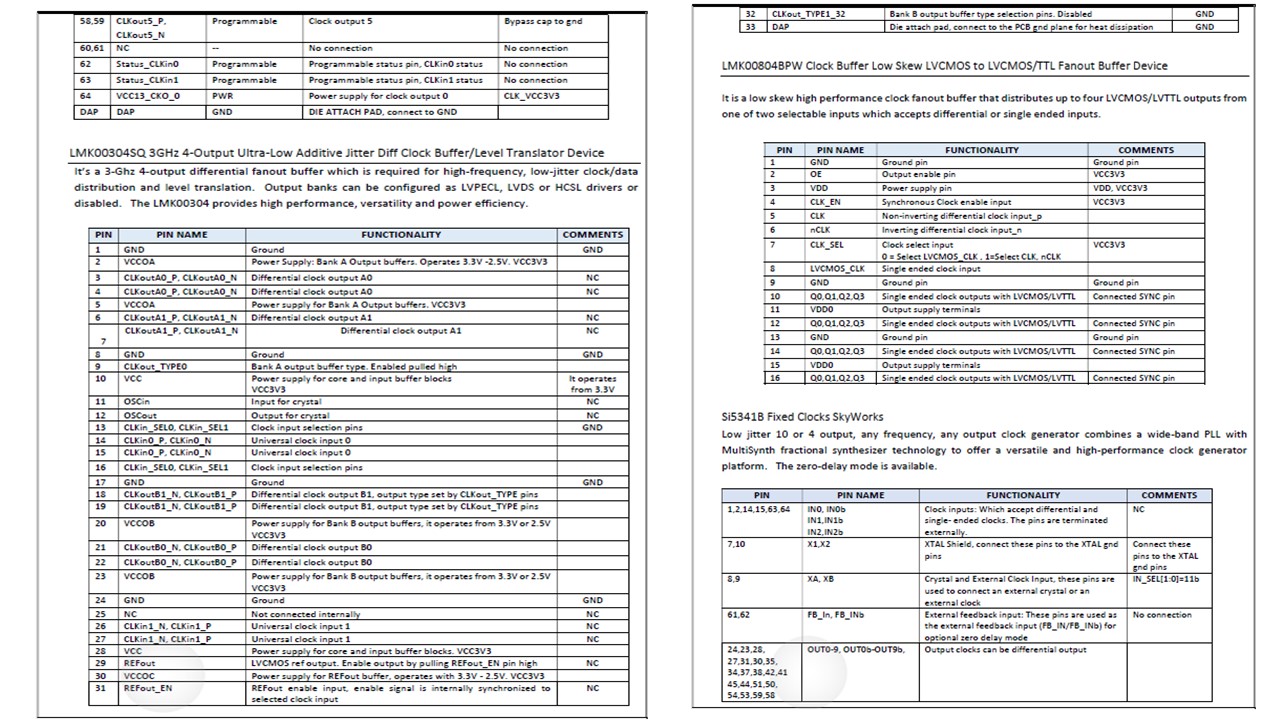 58,59 CLKout5_P, Programmable Clock output 5 Bypass cap to gnd
CLKout5_N
60,61 NC -- No connection No connection
62 Status_CLKin0 Programmable Programmable status pin, CLKin0 status No connection
63 Status_CLKin1 Programmable Programmable status pin, CLKin1 status No connection
64 VCC13_CKO_0 PWR Power supply for clock output 0 CLK_VCC3V3
DAP DAP GND DIE ATTACH PAD, connect to GND
LMK00304SQ 3GHz 4-Output Ultra-Low Additive Jitter Diff Clock Buffer/Level Translator Device
It's a 3-Ghz 4-output differential fanout buffer which is required for high-frequency, low-jitter clock/data
distribution and level translation. Output banks can be configured as LVPECL, LVDS or HCSL drivers or
disabled. The LMK00304 provides high performance, versatility and power efficiency.
PIN PIN NAME FUNCTIONALITY COMMENTS
1 GND Ground GND
2 VCCOA Power Supply: Bank A Output buffers. Operates 3.3V -2.5V. VCC3V3
3 CLKoutA0_P, CLKoutA0_N Differential clock output A0 NC
4 CLKoutA0_P, CLKoutA0_N Differential clock output A0 NC
5 VCCOA Power supply for Bank A Output buffers. VCC3V3
6 CLKoutA1_P, CLKoutA1_N Differential clock output A1 NC
7 CLKoutA1_P, CLKoutA1_N Differential clock output A1 NC
8 GND Ground GND
9 CLKout_TYPE0 Bank A output buffer type. Enabled pulled high
10 VCC Power supply for core and input buffer blocks It operates
VCC3V3 from 3.3V
11 OSCin Input for crystal NC
12 OSCout Output for crystal NC
13 CLKin_SEL0, CLKin_SEL1 Clock input selection pins GND
14 CLKin0_P, CLKin0_N Universal clock input 0
15 CLKin0_P, CLKin0_N Universal clock input 0
16 CLKin_SEL0, CLKin_SEL1 Clock input selection pins
17 GND Ground GND
18 CLKoutB1_N, CLKoutB1_P Differential clock output B1, output type set by CLKout_TYPE pins
19 CLKoutB1_N, CLKoutB1_P Differential clock output B1, output type set by CLKout_TYPE pins
20 VCCOB Power supply for Bank B output buffers, it operates from 3.3V or 2.5V
VCC3V3
21 CLKoutB0_N, CLKoutB0_P Differential clock output B0
22 CLKoutB0_N, CLKoutB0_P Differential clock output B0
23 VCCOB Power supply for Bank B output buffers, it operates from 3.3V or 2.5V
VCC3V3
24 GND Ground GND
25 NC Not connected internally NC
26 CLKin1_N, CLKin1_P Universal clock input 1 NC
27 CLKin1_N, CLKin1_P Universal clock input 1 NC
28 VCC Power supply for core and input buffer blocks. VCC3V3
29 REFout LVCMOS ref output. Enable output by pulling REFout_EN pin high NC
30 VCCOC Power supply for REFout buffer, operates with 3.3V - 2.5V. VCC3V3
31 REFout_EN REFout enable input, enable signal is internally synchronized to NC
selected clock input
32 CLKout_TYPE1_32 Bank B output buffer type selection pins. Disabled GND
33 DAP Die attach pad, connect to the PCB gnd plane for heat dissipation GND
LMK00804BPW Clock Buffer Low Skew LVCMOS to LVCMOS/TTL Fanout Buffer Device
It is a low skew high performance clock fanout buffer that distributes up to four LVCMOS/LVTTL outputs from
one of two selectable inputs which accepts differential or single ended inputs.
PIN PIN NAME FUNCTIONALITY COMMENTS
1 GND Ground pin Ground pin
2 OE Output enable pin VCC3V3
3 VDD Power supply pin VDD, VCC3V3
4 CLK_EN Synchronous Clock enable input VCC3V3
5 CLK Non-inverting differential clock input_p
6 nCLK Inverting differential clock input_n
7 CLK_SEL Clock select input VCC3V3
0 = Select LVCMOS_CLK , 1=Select CLK, nCLK
8 LVCMOS_CLK Single ended clock input
9 GND Ground pin Ground pin
10 Q0,Q1,Q2,Q3 Single ended clock outputs with LVCMOS/LVTTL Connected SYNC pin
11 VDD0 Output supply terminals
12 Q0,Q1,Q2,Q3 Single ended clock outputs with LVCMOS/LVTTL Connected SYNC pin
13 GND Ground pin Ground pin
14 Q0,Q1,Q2,Q3 Single ended clock outputs with LVCMOS/LVTTL Connected SYNC pin
15 VDD0 Output supply terminals
16 Q0,Q1,Q2,Q3 Single ended clock outputs with LVCMOS/LVTTL Connected SYNC pin
Si5341B Fixed Clocks SkyWorks
Low jitter 10 or 4 output, any frequency, any output clock generator combines a wide-band PLL with
MultiSynth fractional synthesizer technology to offer a versatile and high-performance clock generator
platform. The zero-delay mode is available.
PIN PIN NAME FUNCTIONALITY COMMENTS
1,2,14,15,63,64 IN0, IN0b Clock inputs: Which accept differential and NC
IN1,IN1b single- ended clocks. The pins are terminated
IN2,IN2b externally.
7,10 X1,X2 XTAL Shield, connect these pins to the XTAL gnd Connect these
pins pins to the XTAL
gnd pins
8,9 XA, XB Crystal and External Clock Input, these pins are IN_SEL[1:0]=11b
used to connect an external crystal or an
external clock
61,62 FB_In, FB_INb External feedback input: These pins are used as No connection
the external feedback input (FB_IN/FB_INb) for
optional zero delay mode
24,23,28, OUT0-9, OUT0b-OUT9b, Output clocks can be differential output
27,31,30,35,
34,37,38,42,41
45,44,51,50,
54,53,59,58